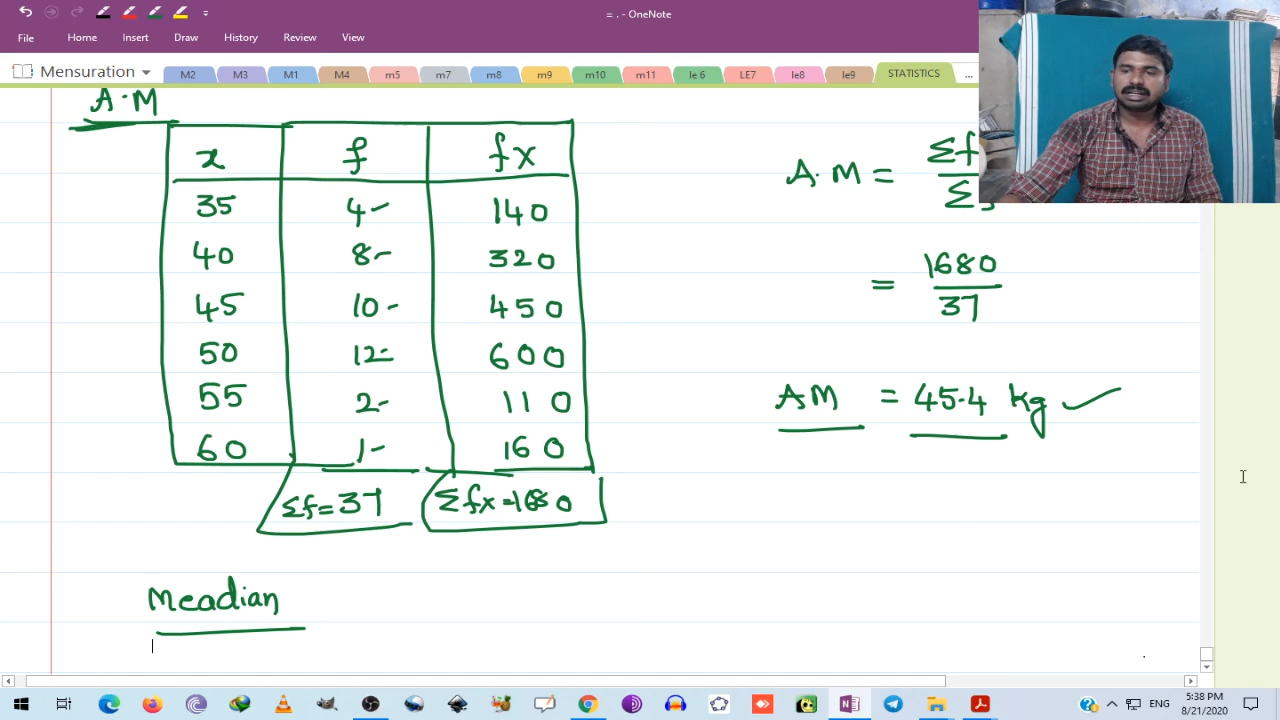 = . - OneNote
File Home Insert Draw History Review View
Mensuration M2 M3 M1 M4 m5 m7 m8 m9 m10 m11 le 6 LE7 le8 le9 STATISTICS ...
A.M
x f fx
35 4- 140
40 8- 320
45 10- 450
50 12- 600
55 2- 110
60 1- 160
Σf = 37 Σfx = 1680
A.M = Σf
Σ
= 1680
37
AM = 45.4 kg ✓
Meadian
5:38 PM
ENG
8/21/2020